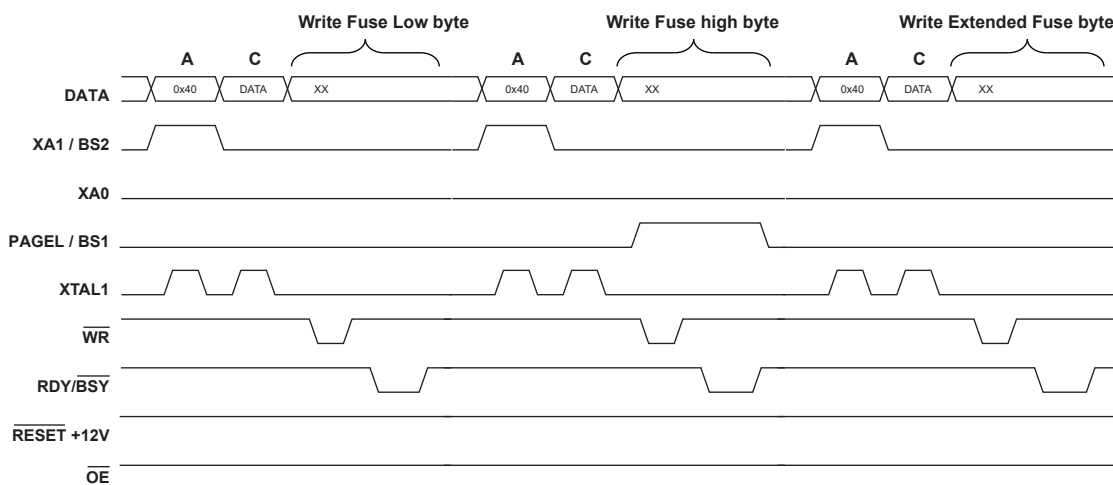 Write Fuse Low byte Write Fuse high byte Write Extended Fuse byte
A C A C A C
DATA 0x40 DATA XX 0x40 DATA XX 0x40 DATA XX
XA1 / BS2
XA0
PAGEL / BS1
XTAL1
WR
RDY/BSY
RESET +12V
OE